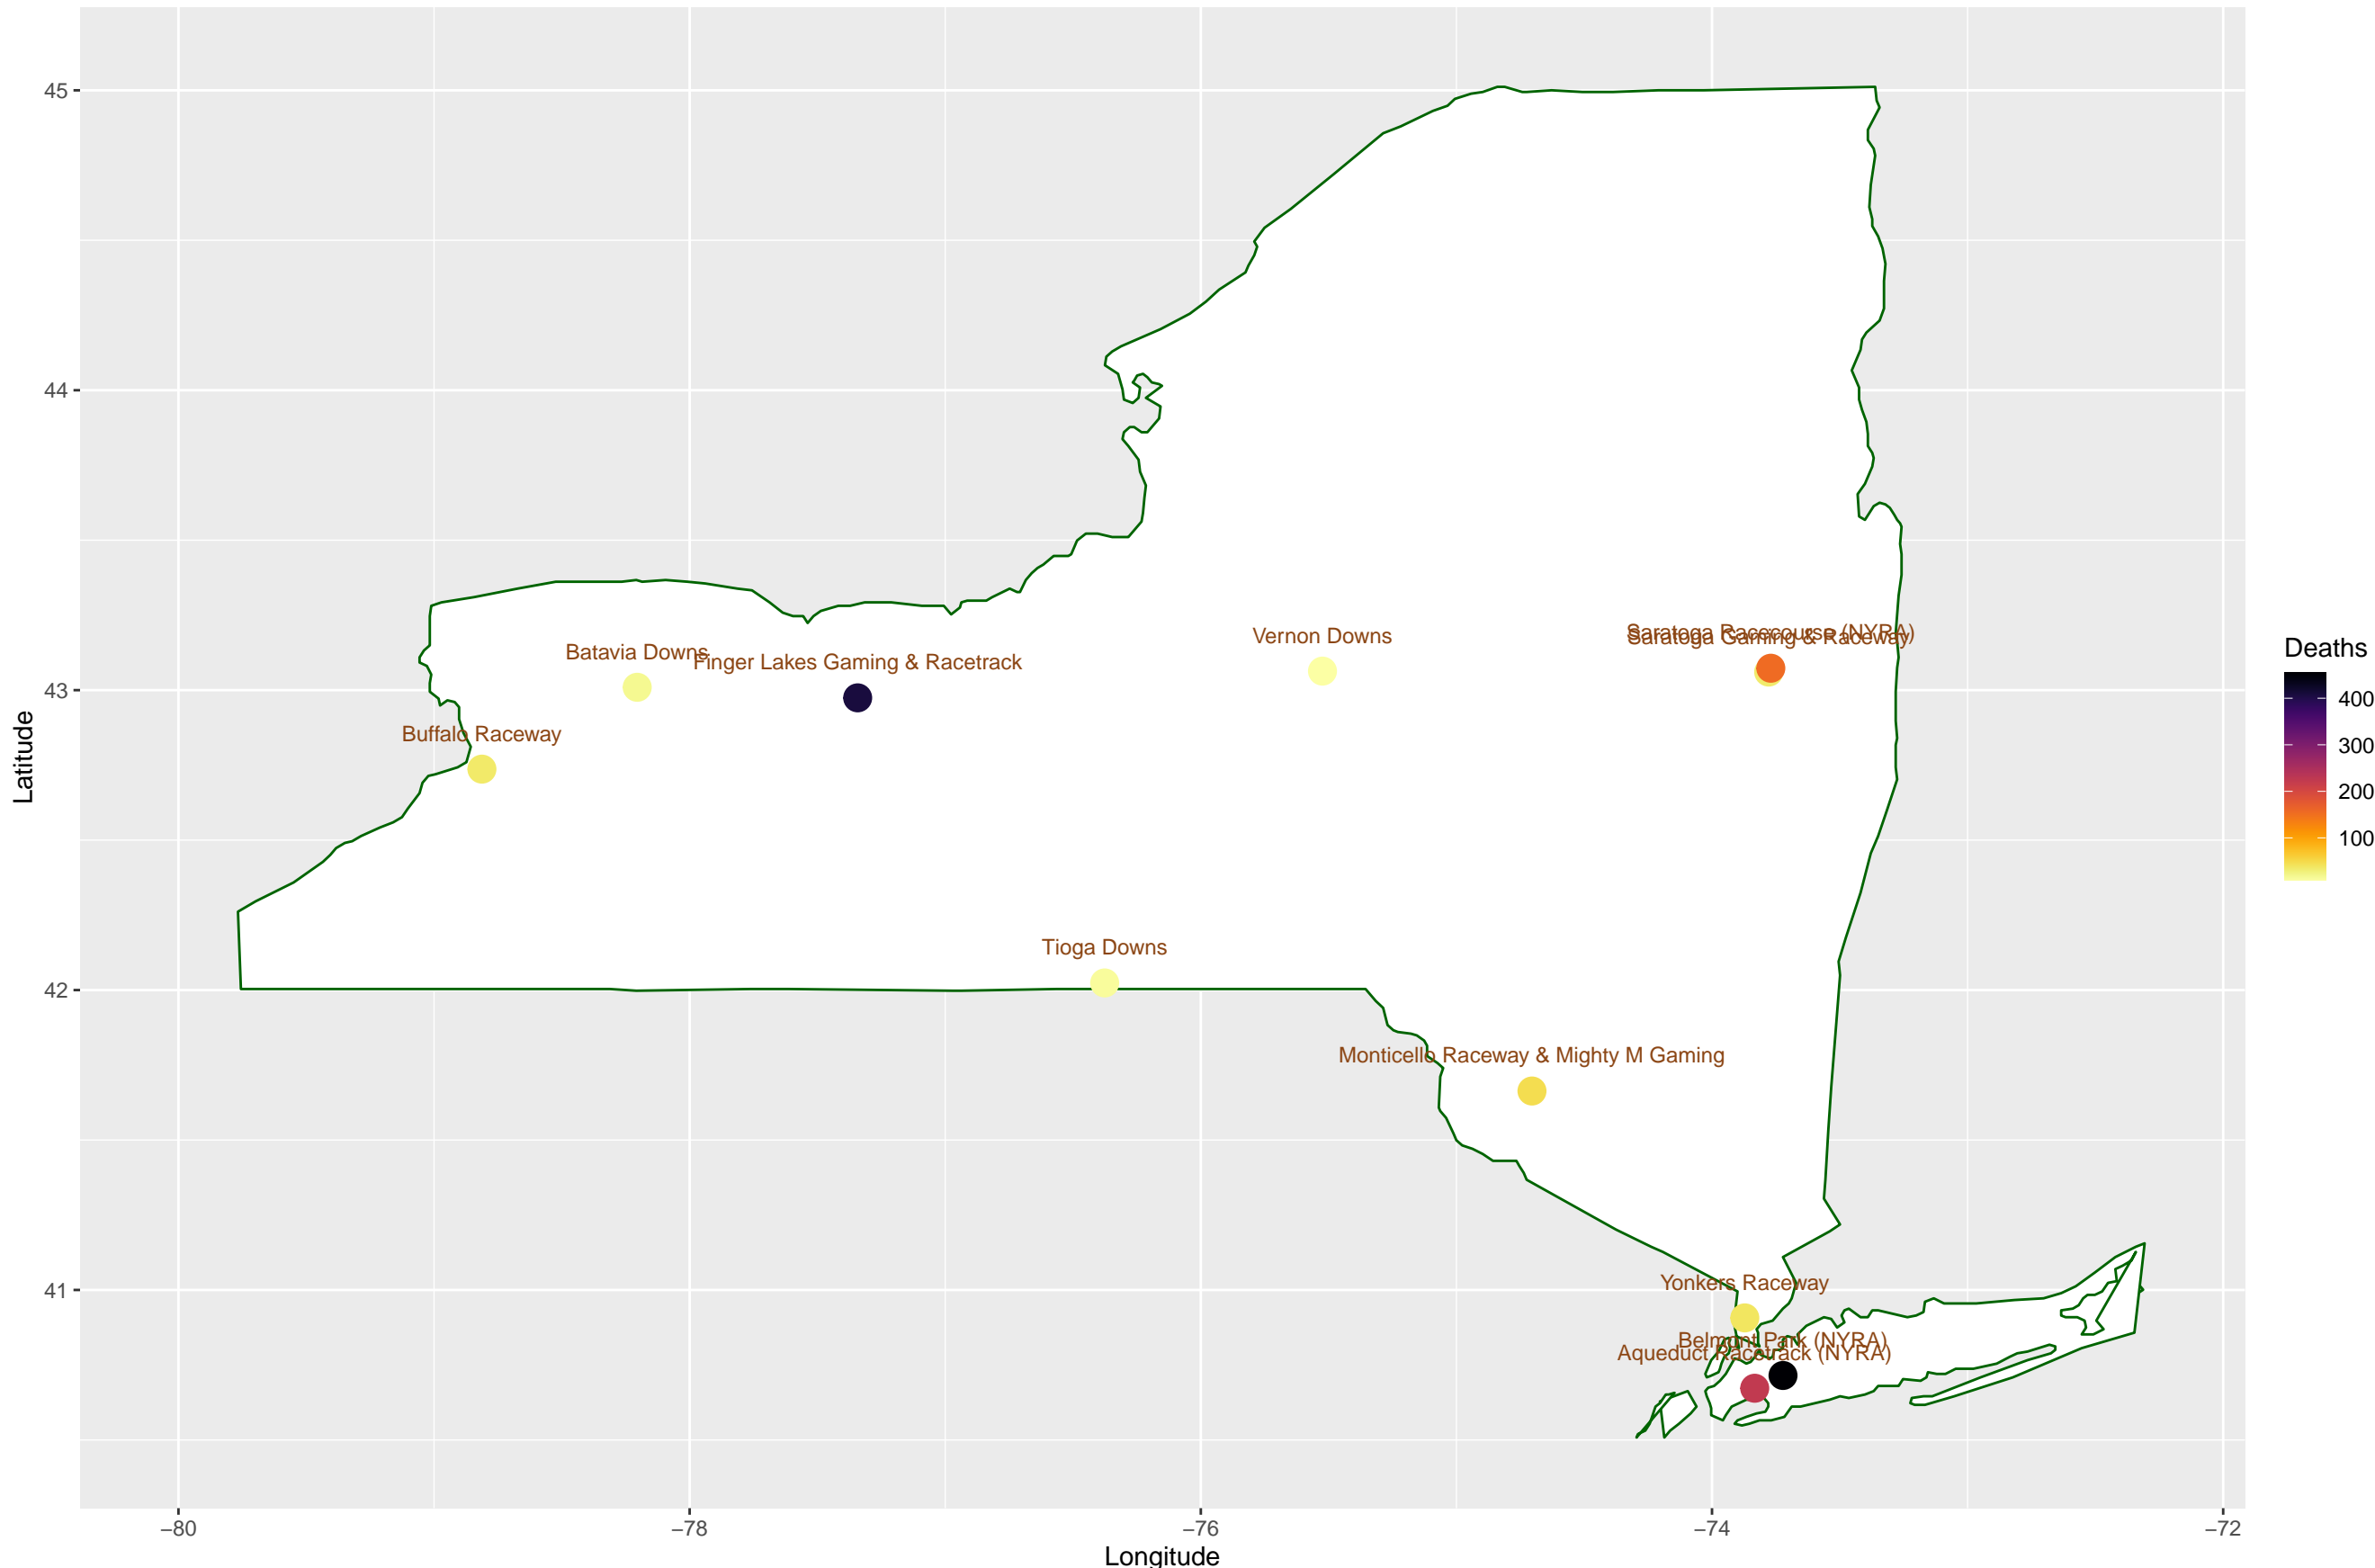 45
44
43
42
41
Latitude
Saratoga Racecourse (NYRA)
Saratoga Gaming & Raceway
Vernon Downs
Batavia Downs
Finger Lakes Gaming & Racetrack
Buffalo Raceway
Tioga Downs
Monticello Raceway & Mighty M Gaming
Yonkers Raceway
Belmont Park (NYRA)
Aqueduct Racetrack (NYRA)
−80
−78
−76
−74
−72
Longitude
Deaths
400
300
200
100